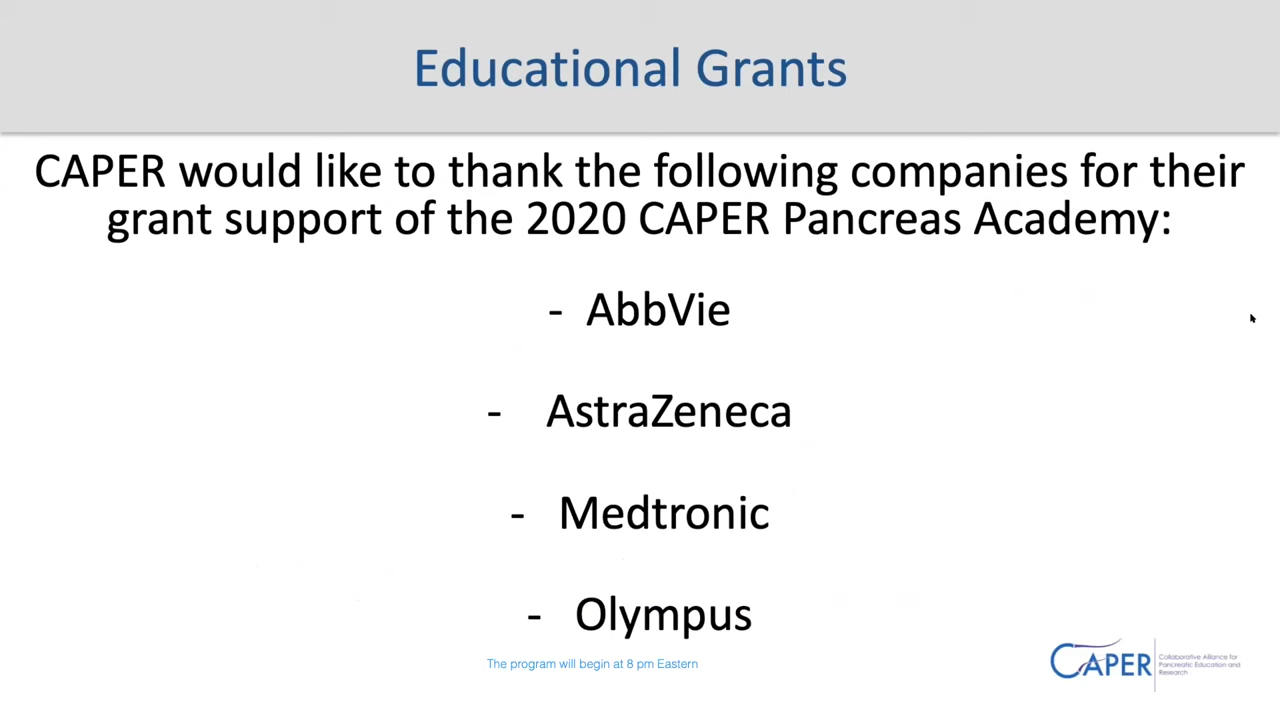 Educational Grants
CAPER would like to thank the following companies for their
grant support of the 2020 CAPER Pancreas Academy:
- AbbVie
- AstraZeneca
- Medtronic
- Olympus
The program will begin at 8 pm Eastern
CAPER
Collaborative Alliance for
Pancreatic Education and
Research